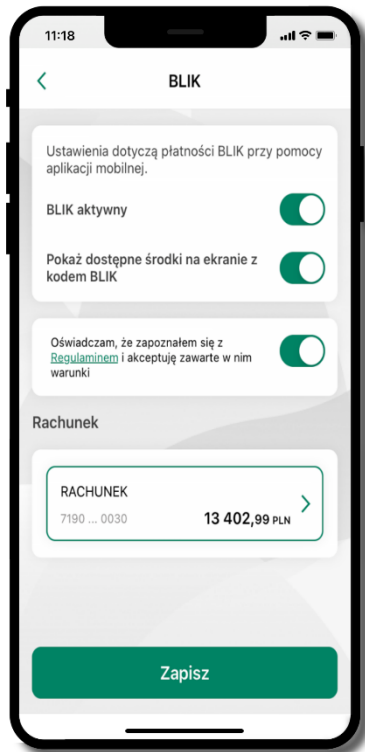 11:18
BLIK
Ustawienia dotyczą płatności BLIK przy pomocy
aplikacji mobilnej.
BLIK aktywny
Pokaż dostępne środki na ekranie z
kodem BLIK
Oświadczam, że zapoznałem się z
Regulaminem i akceptuję zawarte w nim
warunki
Rachunek
RACHUNEK
7190 ... 0030 13 402,99 PLN
Zapisz